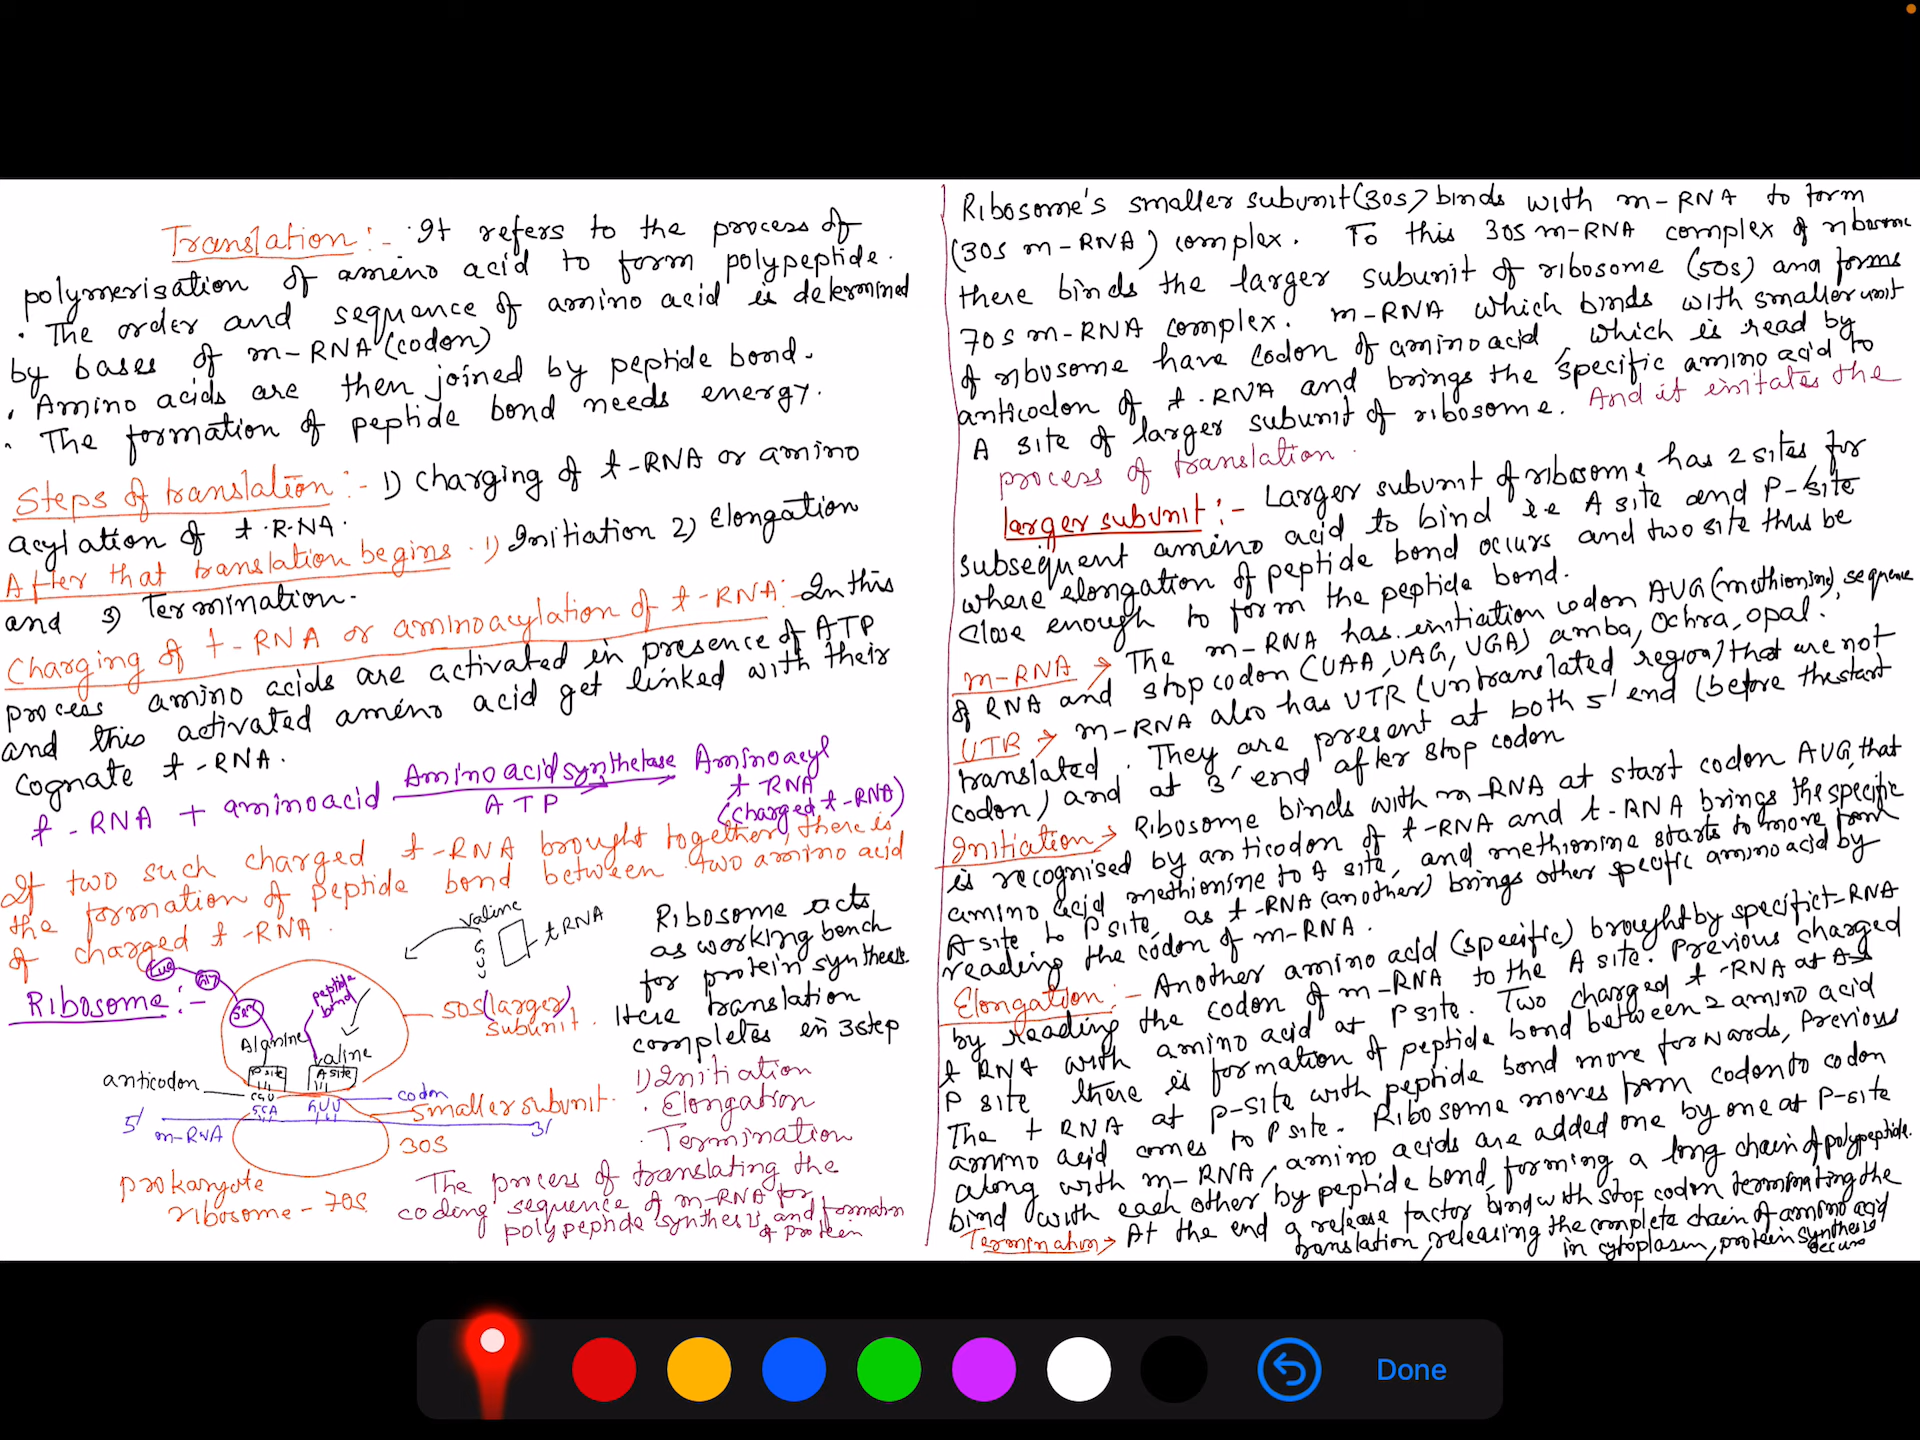 Translation :- It refers to the process of
polymerisation of amino acid to form polypeptide.
· The order and sequence of amino acid is determined
by bases of m-RNA (codon)
· Amino acids are then joined by peptide bond.
· The formation of peptide bond needs energy.
Steps of translation :- 1) Charging of t-RNA or amino
acylation of t.RNA.
After that translation begins. 1) Initiation 2) Elongation
and 3) Termination.
Charging of t-RNA or aminoacylation of t-RNA:- In this
process amino acids are activated in presence of ATP
and this activated amino acid get linked with their
cognate t-RNA.
t-RNA + aminoacid Amino acid synthetase Aminoacyl
ATP t RNA
(charged t-RNA)
If two such charged t-RNA brought together, there is
the formation of peptide bond between two amino acid
of charged t-RNA.
Ribosome :-
valine
tRNA
peptide bond
Alanine
valine
P site
A site
anticodon
codon
GUU
5'
m-RNA
3'
50S (larger)
subunit.
smaller subunit.
30S
prokaryote
ribosome - 70S
Ribosome acts
as working bench
for protein synthesis
Here translation
completes in 3 step
1) Initiation
· Elongation
· Termination
The process of translating the
coding sequence of m-RNA for
polypeptide synthesis and formation
of protein
Ribosome's smaller subunit (30s) binds with m-RNA to form
(30s m-RNA) complex. To this 30s m-RNA complex of ribosome
there binds the larger subunit of ribosome (50s) and forms
70s m-RNA complex. m-RNA which binds with smaller unit
of ribosome have codon of amino acid, which is read by
anticodon of t.RNA and brings the specific amino acid to
A site of larger subunit of ribosome. And it initates the
process of translation.
larger subunit :- Larger subunit of ribosome has 2 sites for
subsequent amino acid to bind i.e A site and P-site
where elongation of peptide bond occurs and two site thus be
close enough to form the peptide bond.
m-RNA → The m-RNA has initiation codon AUG (methionine), sequence
of RNA and stop codon (UAA, UAG, UGA) amba, ochra, opal.
UTR → m-RNA also has UTR (Untranslated region) that are not
translated. They are present at both 5' end (before the start
codon) and at 3' end after stop codon
Initiation → Ribosome binds with m-RNA at start codon AUG, that
is recognised by anticodon of t-RNA and t-RNA brings the specific
amino acid methionine to A site, and methionine starts to move from
A site to P site, as t-RNA (another) brings other specific amino acid by
reading the codon of m-RNA.
Elongation :- Another amino acid (specific) brought by specific t-RNA
by reading the codon of m-RNA to the A site. Previous charged
t RNA with amino acid at P site. Two charged t-RNA at A &
P site there is formation of peptide bond between 2 amino acid
The t RNA at p-site with peptide bond move forwards, Previous
amino acid comes to P site. Ribosome moves from codon to codon
along with m-RNA, amino acids are added one by one at P-site
bind with each other by peptide bond, forming a long chain of polypeptide.
Termination → At the end a release factor bind with stop codon terminating the
translation, releasing the complete chain of amino acid
in cytoplasm, protein synthesis
occurs
Done